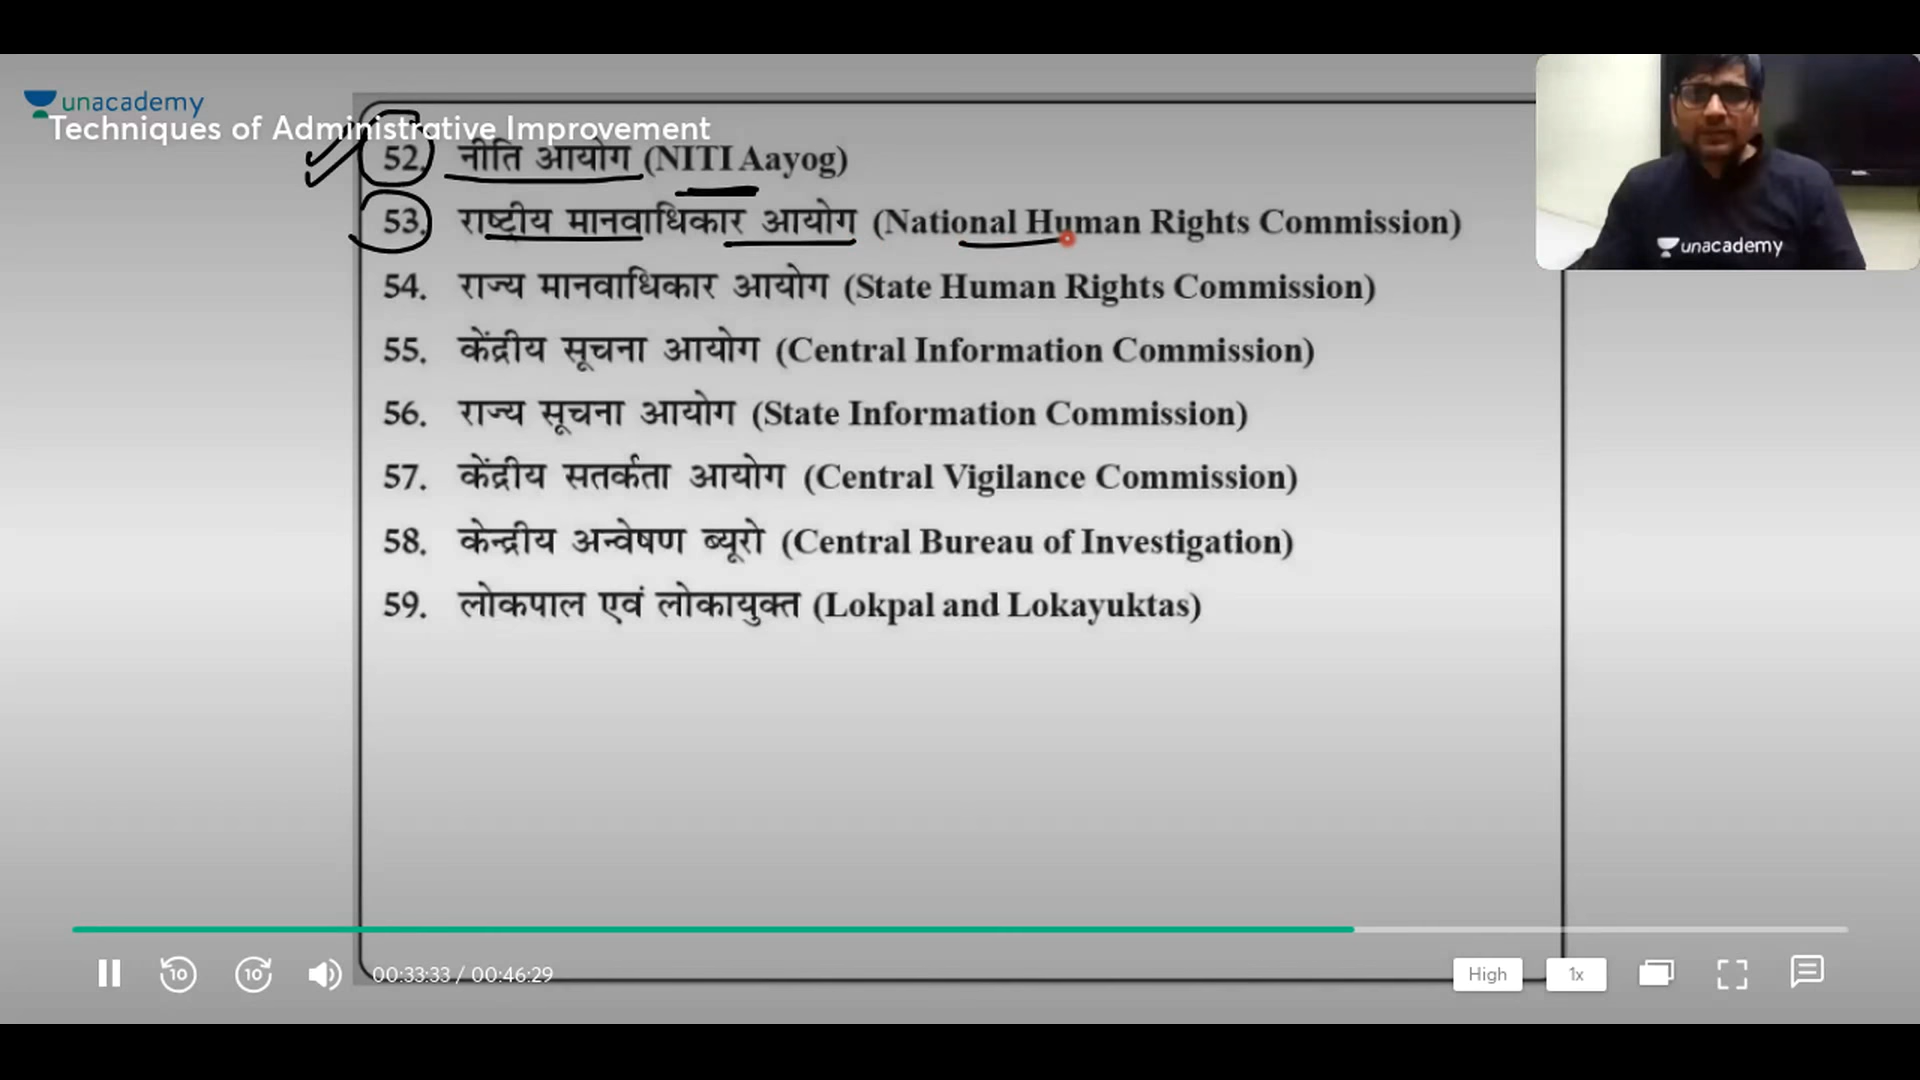 unacademy
Techniques of Administrative Improvement
52. नीति आयोग (NITI Aayog)
53. राष्ट्रीय मानवाधिकार आयोग (National Human Rights Commission)
54. राज्य मानवाधिकार आयोग (State Human Rights Commission)
55. केंद्रीय सूचना आयोग (Central Information Commission)
56. राज्य सूचना आयोग (State Information Commission)
57. केंद्रीय सतर्कता आयोग (Central Vigilance Commission)
58. केन्द्रीय अन्वेषण ब्यूरो (Central Bureau of Investigation)
59. लोकपाल एवं लोकायुक्त (Lokpal and Lokayuktas)
unacademy
10 10 00:33:33 / 00:46:29 High 1x